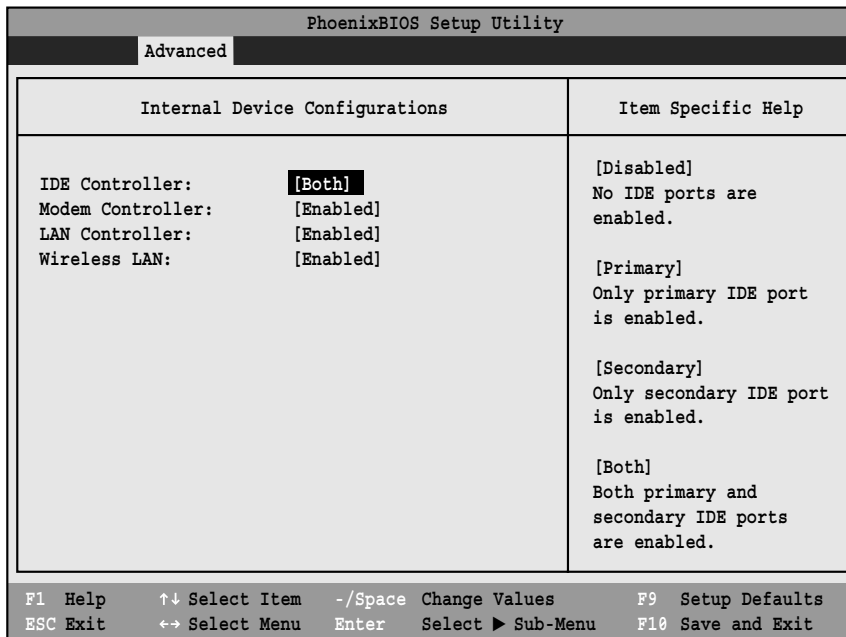 PhoenixBIOS Setup Utility
Advanced
Internal Device Configurations
IDE Controller: [Both]
Modem Controller: [Enabled]
LAN Controller: [Enabled]
Wireless LAN: [Enabled]
Item Specific Help
[Disabled]
No IDE ports are
enabled.
[Primary]
Only primary IDE port
is enabled.
[Secondary]
Only secondary IDE port
is enabled.
[Both]
Both primary and
secondary IDE ports
are enabled.
F1 Help ↑↓ Select Item -/Space Change Values F9 Setup Defaults
ESC Exit ←→ Select Menu Enter Select ▶ Sub-Menu F10 Save and Exit